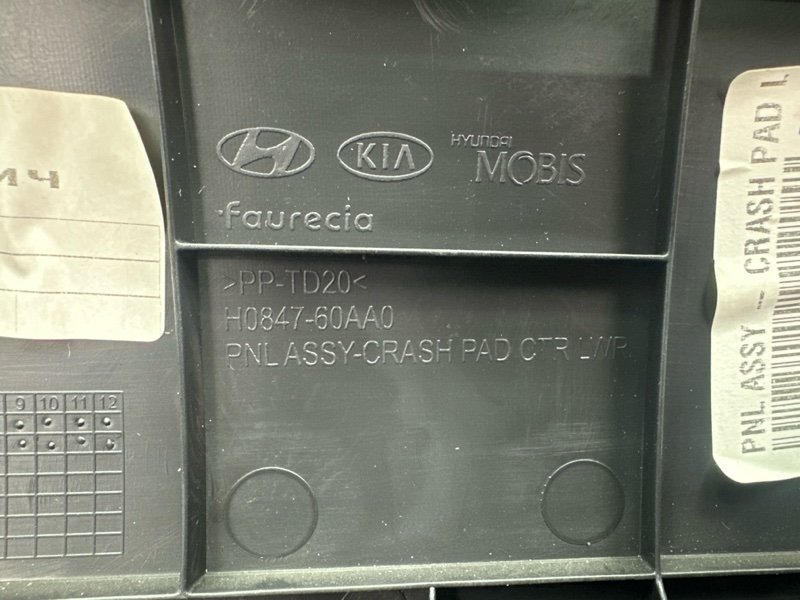 KIA
HYUNDAI
MOBIS
faurecia
>PP-TD20<
H0847-60AA0
PNL ASSY-CRASH PAD CTR LWR
9 10 11 12
PNL ASSY - CRASH PAD L